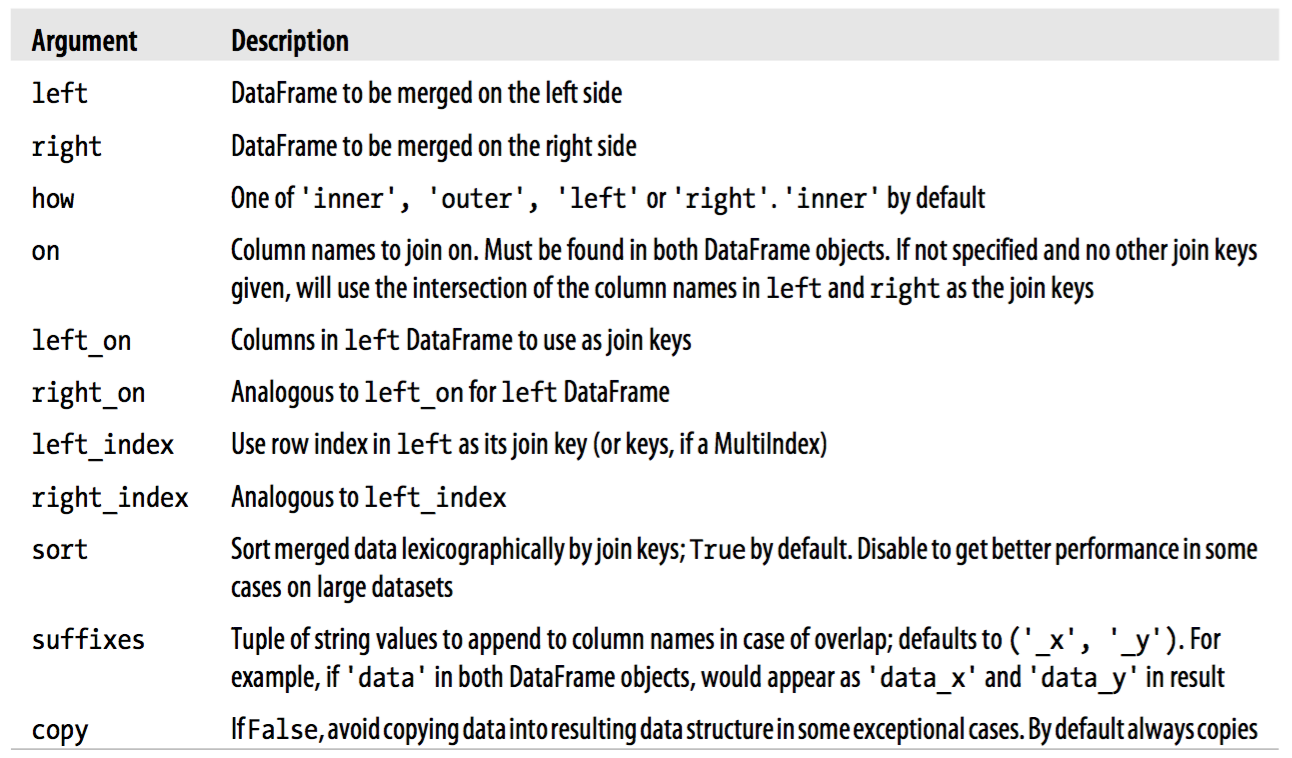 Argument Description
left DataFrame to be merged on the left side
right DataFrame to be merged on the right side
how One of 'inner', 'outer', 'left' or 'right'. 'inner' by default
on Column names to join on. Must be found in both DataFrame objects. If not specified and no other join keys
given, will use the intersection of the column names in left and right as the join keys
left_on Columns in left DataFrame to use as join keys
right_on Analogous to left_on for left DataFrame
left_index Use row index in left as its join key (or keys, if a MultiIndex)
right_index Analogous to left_index
sort Sort merged data lexicographically by join keys; True by default. Disable to get better performance in some
cases on large datasets
suffixes Tuple of string values to append to column names in case of overlap; defaults to ('_x', '_y'). For
example, if 'data' in both DataFrame objects, would appear as 'data_x' and 'data_y' in result
copy If False, avoid copying data into resulting data structure in some exceptional cases. By default always copies